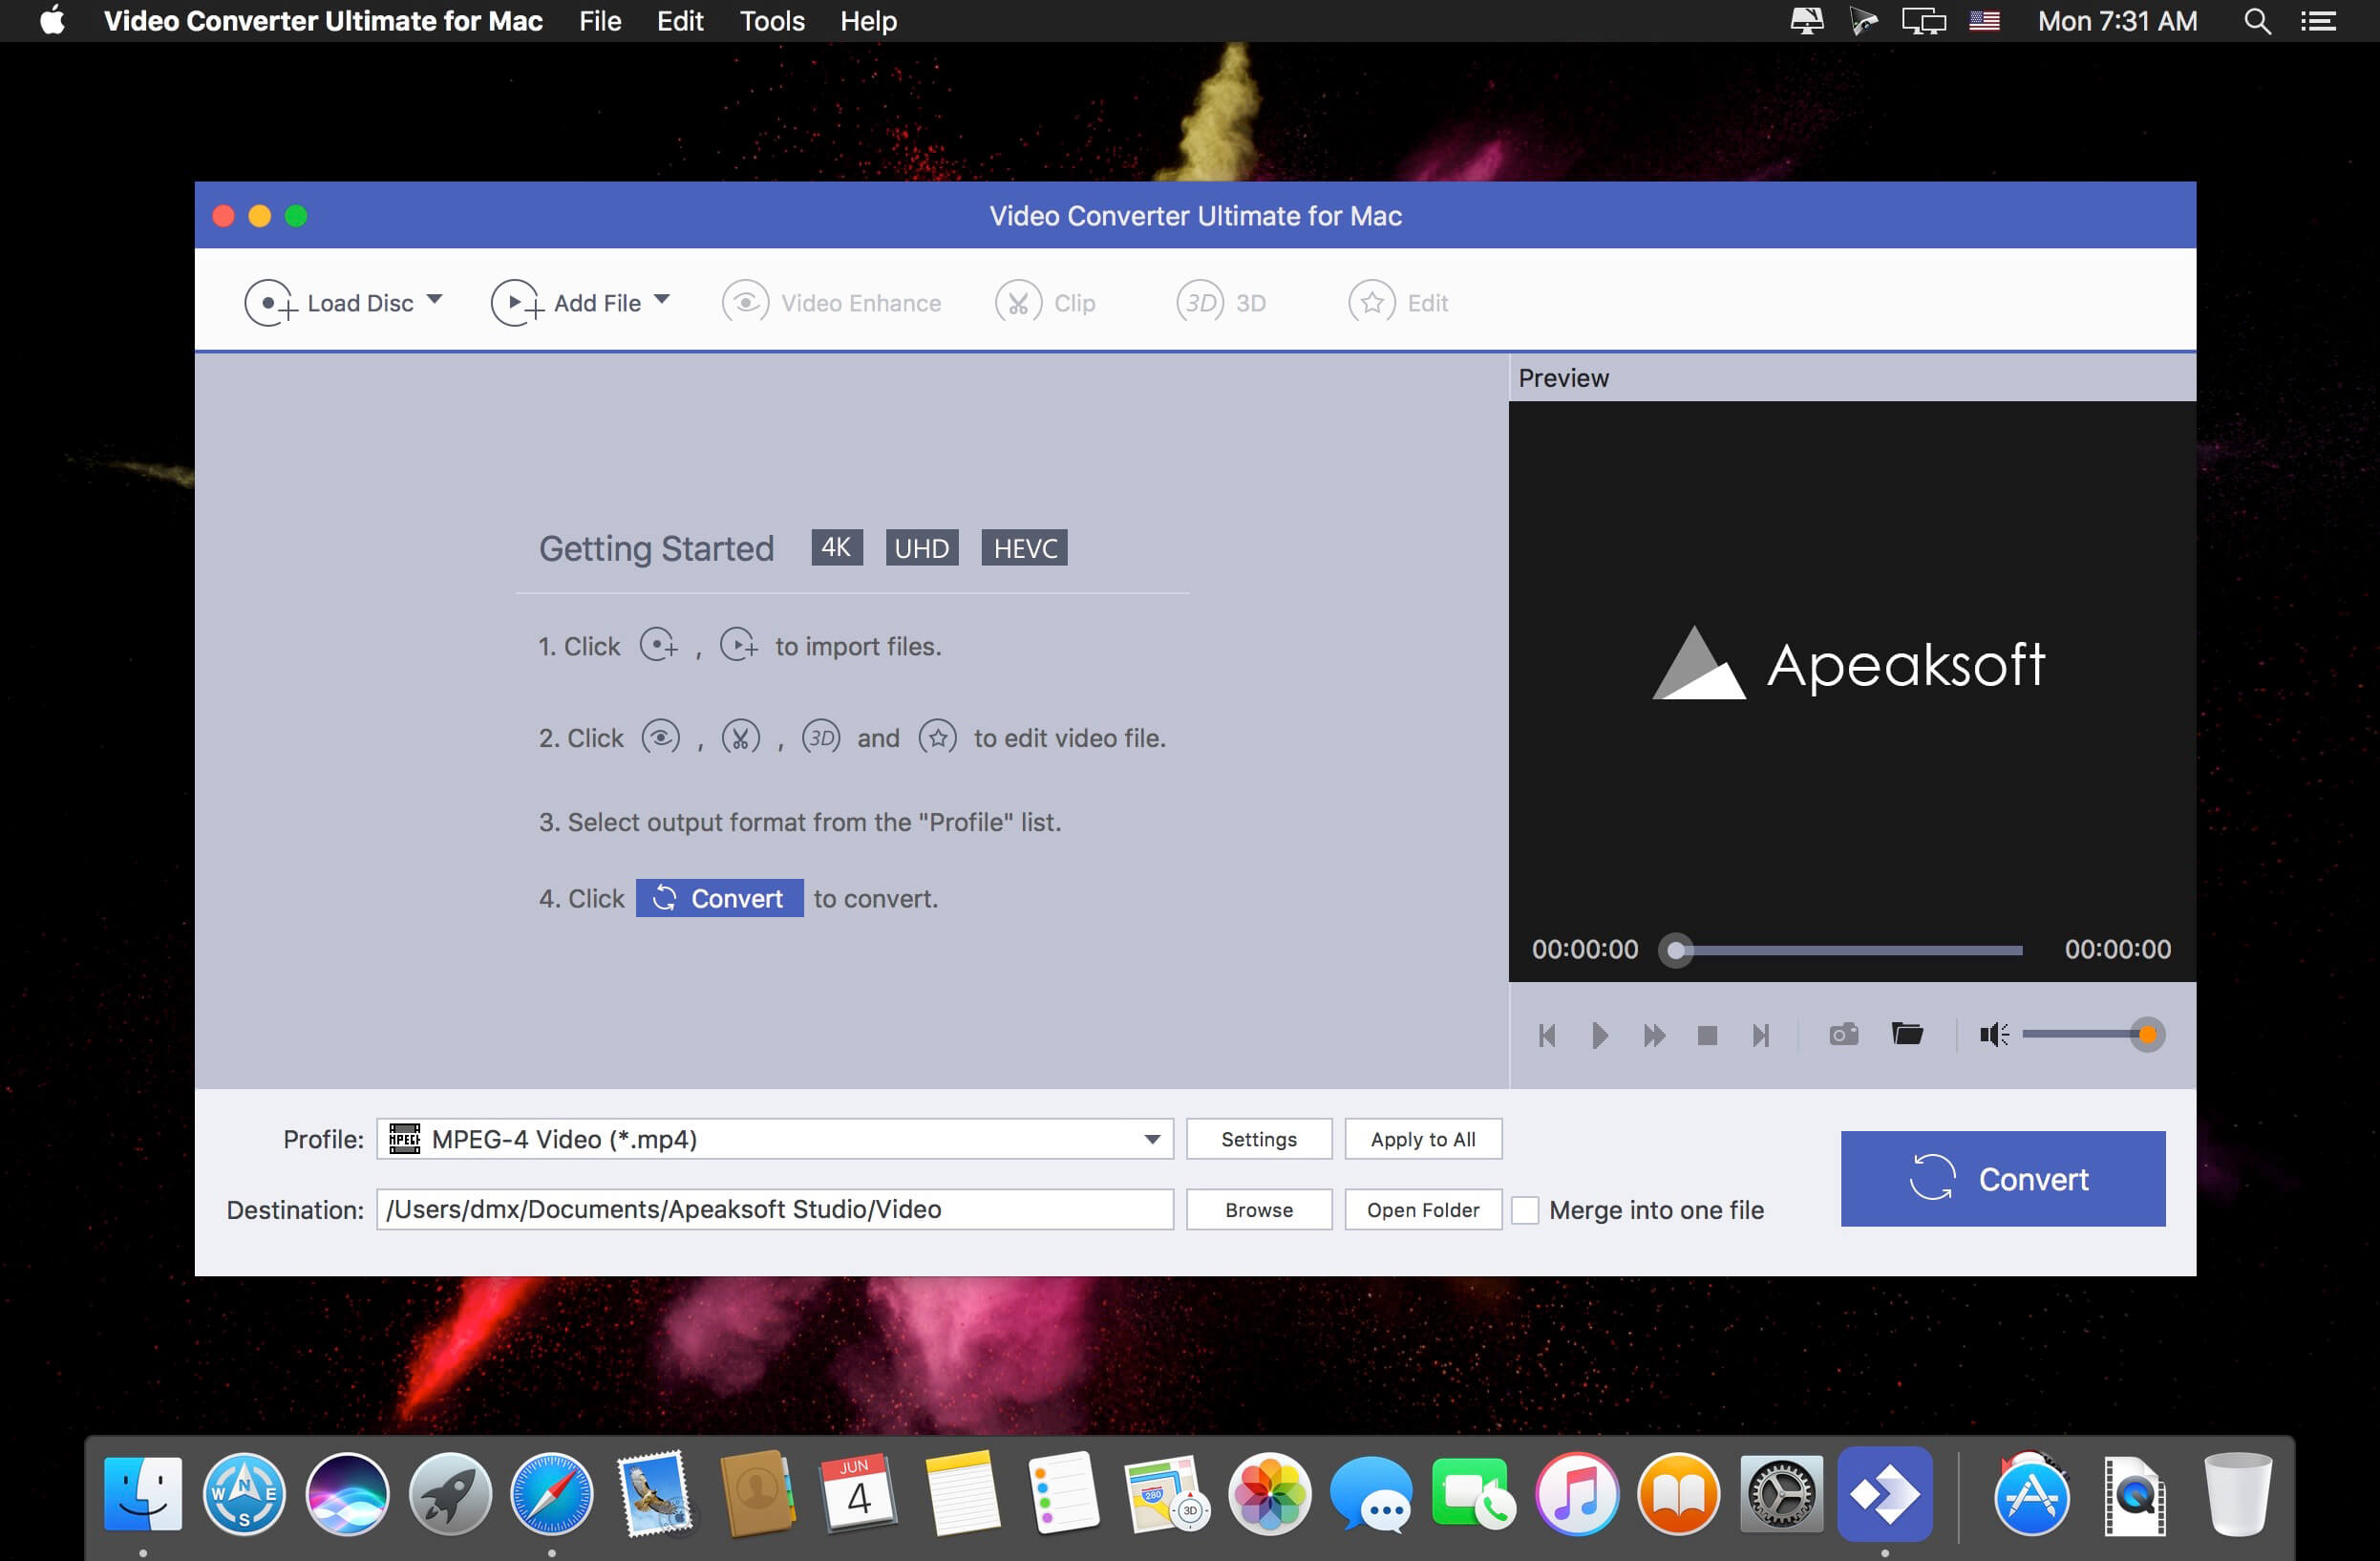 Video Converter Ultimate for Mac File Edit Tools Help Mon 7:31 AM
Video Converter Ultimate for Mac
Load Disc Add File Video Enhance Clip 3D 3D Edit
Preview
Getting Started 4K UHD HEVC
1. Click , to import files.
2. Click , , 3D and to edit video file.
3. Select output format from the "Profile" list.
4. Click Convert to convert.
Apeaksoft
00:00:00 00:00:00
Profile: MPEG MPEG-4 Video (*.mp4) Settings Apply to All
Destination: /Users/dmx/Documents/Apeaksoft Studio/Video Browse Open Folder Merge into one file
Convert
N
W E
S
JUN
4
280
3D